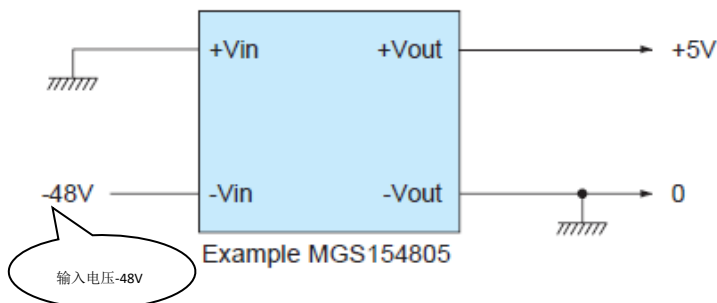 +Vin
+Vout
+5V
-48V
-Vin
-Vout
0
Example MGS154805
输入电压-48V